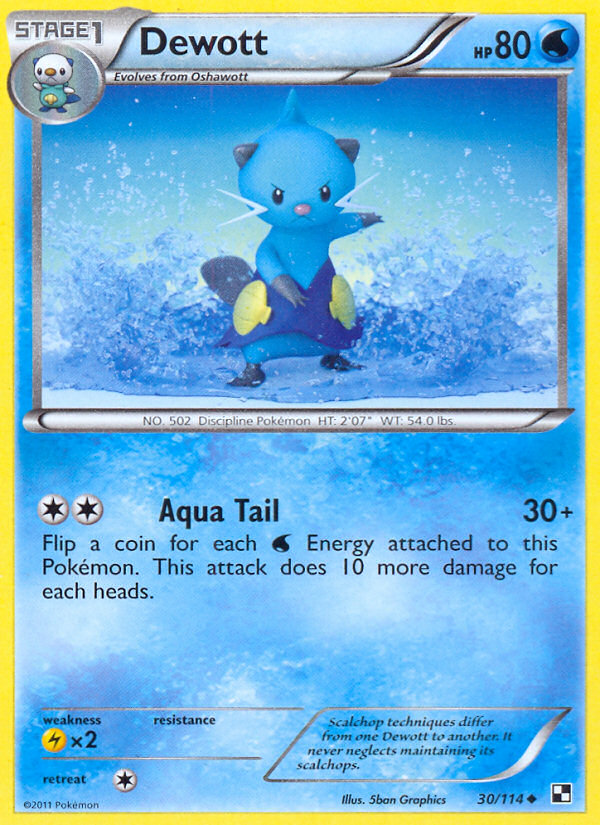 STAGE1
Dewott
HP80
Evolves from Oshawott
NO. 502 Discipline Pokémon HT: 2'07" WT: 54.0 lbs.
Aqua Tail 30+
Flip a coin for each Energy attached to this
Pokémon. This attack does 10 more damage for
each heads.
weakness resistance
×2
retreat
Scalchop techniques differ
from one Dewott to another. It
never neglects maintaining its
scalchops.
©2011 Pokémon
Illus. 5ban Graphics
30/114